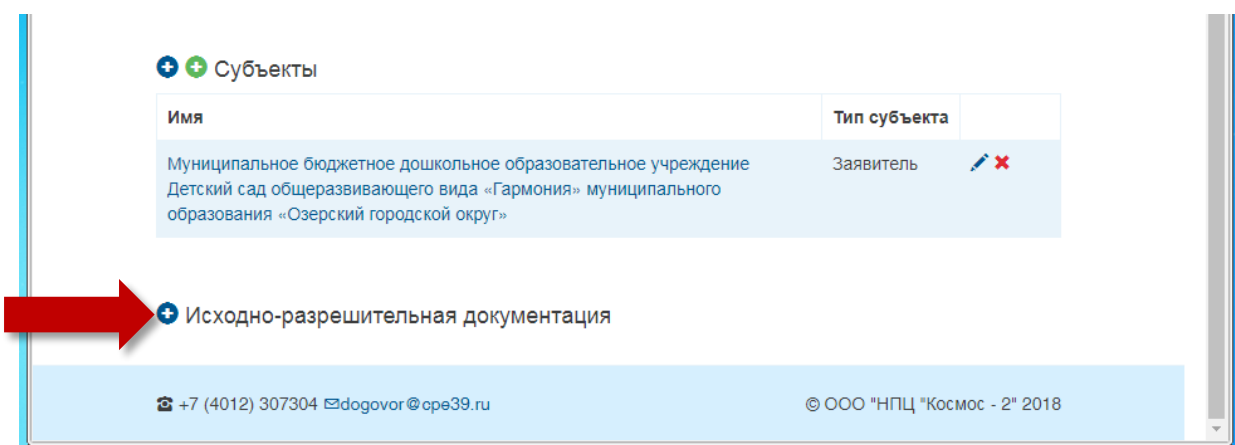 Субъекты
Имя Тип субъекта
Муниципальное бюджетное дошкольное образовательное учреждение Заявитель
Детский сад общеразвивающего вида «Гармония» муниципального
образования «Озерский городской округ»
Исходно-разрешительная документация
+7 (4012) 307304 dogovor@cpe39.ru © ООО "НПЦ "Космос - 2" 2018